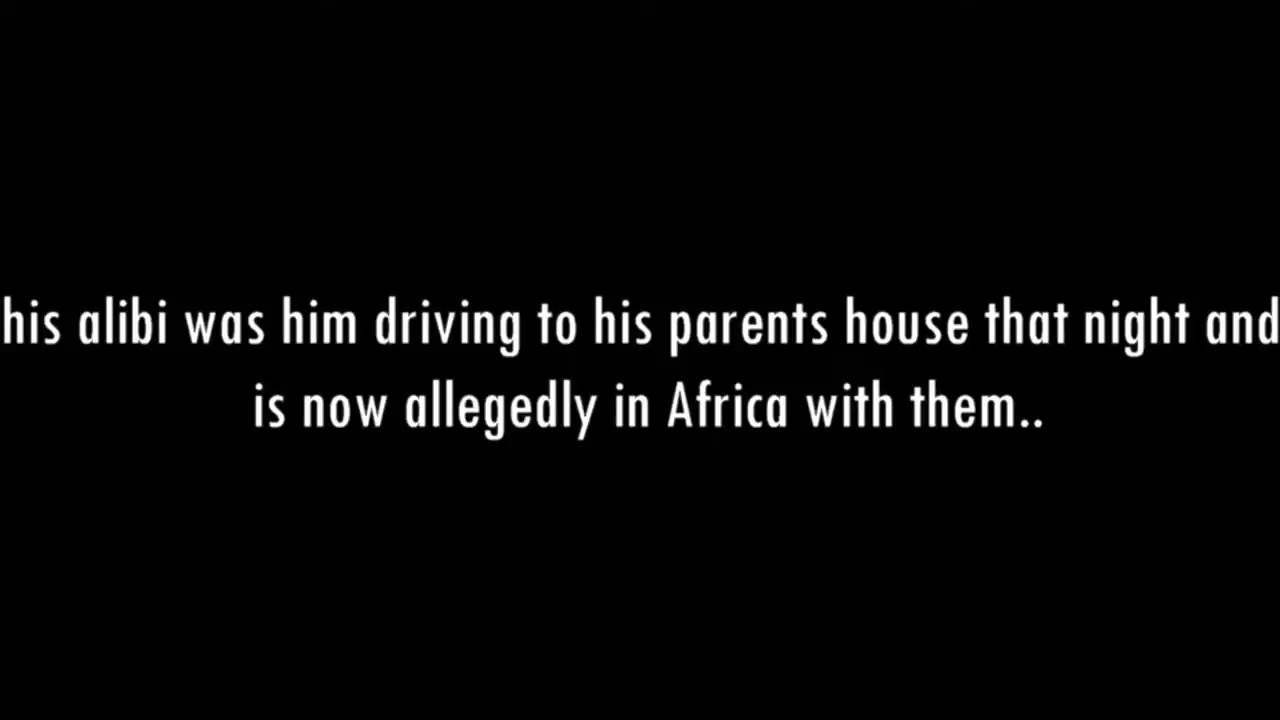 his alibi was him driving to his parents house that night and
is now allegedly in Africa with them..